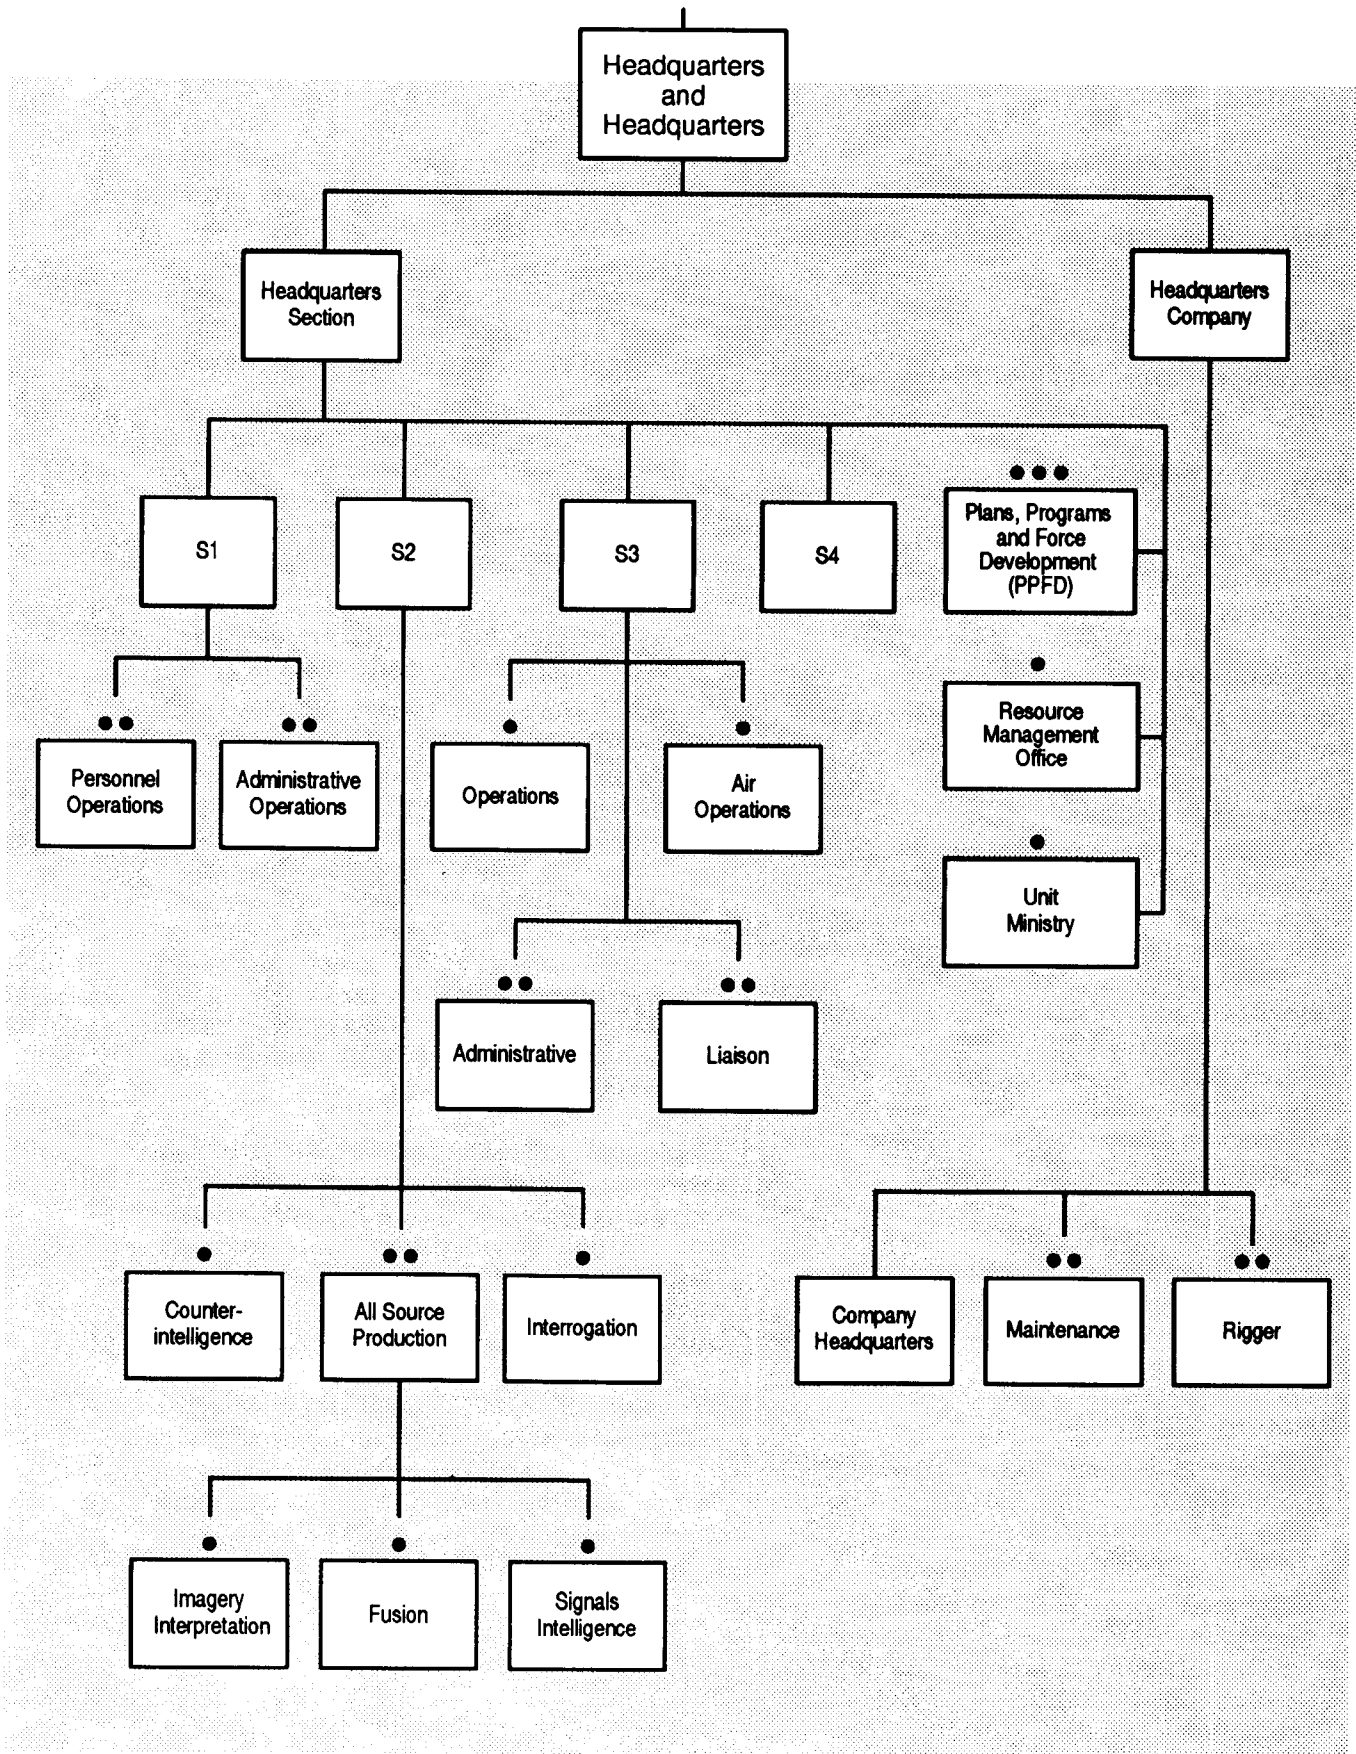 Headquarters
and
Headquarters
Headquarters
Section
Headquarters
Company
S1
S2
S3
S4
Plans, Programs
and Force
Development
(PPFD)
Resource
Management
Office
Unit
Ministry
Personnel
Operations
Administrative
Operations
Operations
Air
Operations
Administrative
Liaison
Counter-
intelligence
All Source
Production
Interrogation
Company
Headquarters
Maintenance
Rigger
Imagery
Interpretation
Fusion
Signals
Intelligence